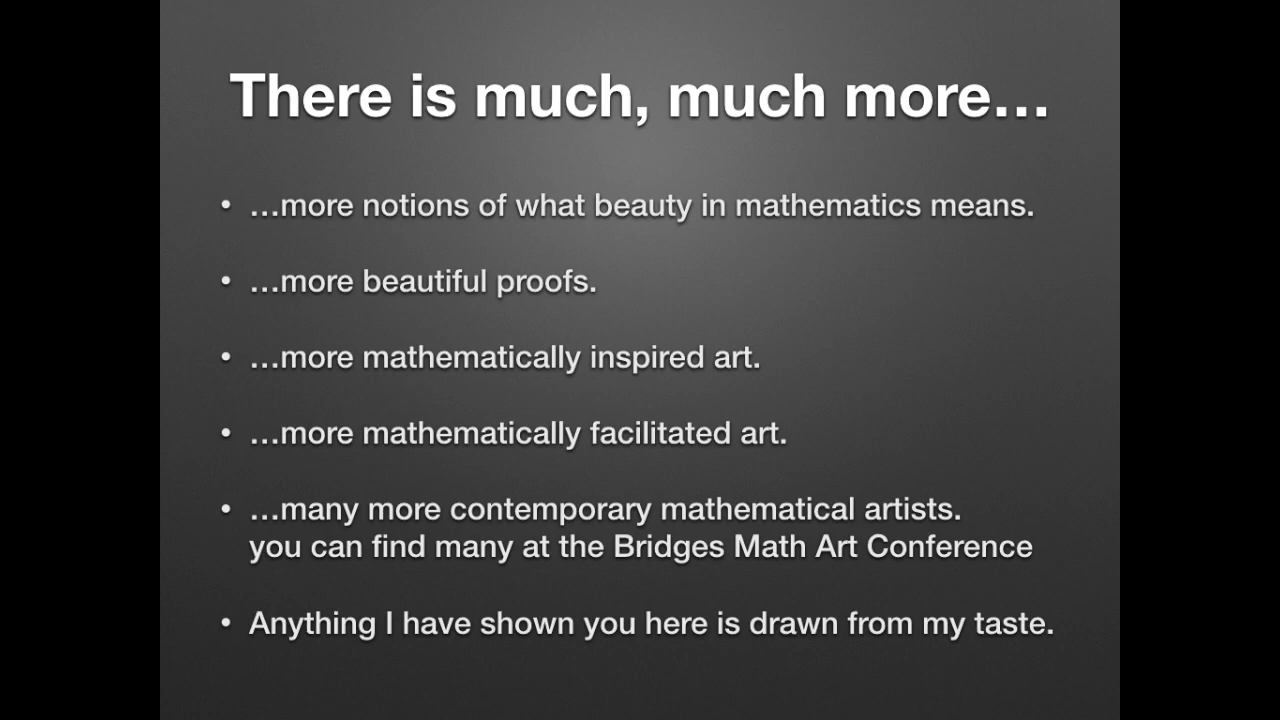 There is much, much more…
• …more notions of what beauty in mathematics means.
• …more beautiful proofs.
• …more mathematically inspired art.
• …more mathematically facilitated art.
• …many more contemporary mathematical artists.
you can find many at the Bridges Math Art Conference
• Anything I have shown you here is drawn from my taste.